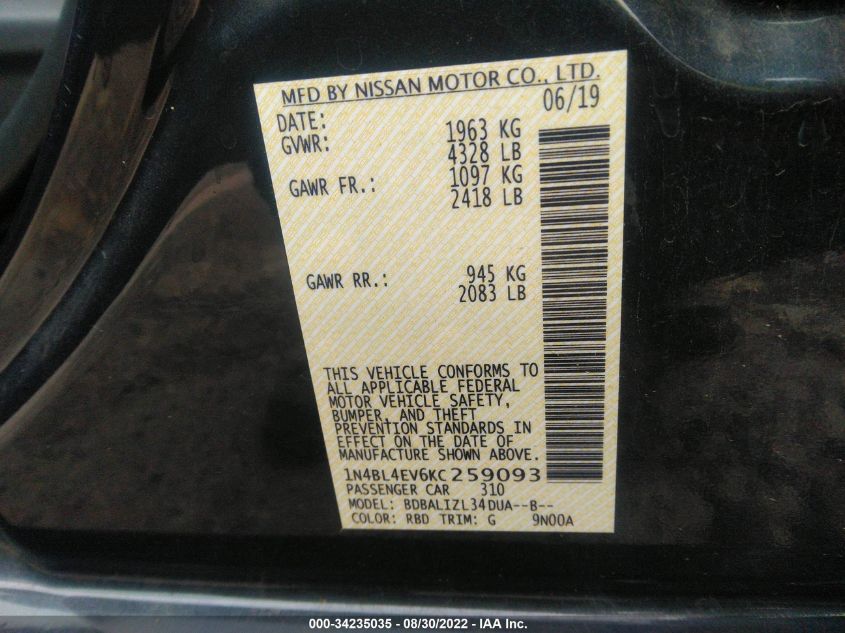 MFD BY NISSAN MOTOR CO., LTD.
DATE: 06/19
GVWR: 1963 KG
4328 LB
GAWR FR.: 1097 KG
2418 LB
GAWR RR.: 945 KG
2083 LB
THIS VEHICLE CONFORMS TO
ALL APPLICABLE FEDERAL
MOTOR VEHICLE SAFETY,
BUMPER, AND THEFT
PREVENTION STANDARDS IN
EFFECT ON THE DATE OF
MANUFACTURE SHOWN ABOVE.
1N4BL4EV6KC259093
PASSENGER CAR 310
MODEL: BDBALIZL34DUA--B--
COLOR: RBD TRIM: G 9N00A
000-34235035 - 08/30/2022 - IAA Inc.